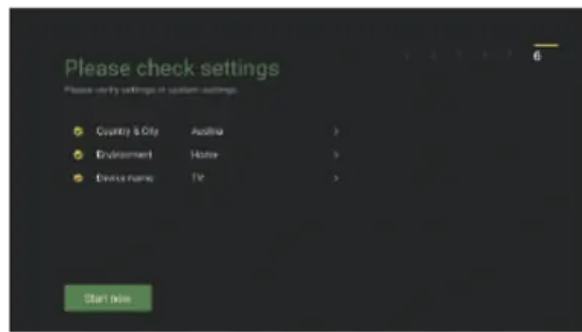 6
Please check settings
Please verify settings in system settings.
Country & City Austria
Environment Home
Device name TV
Start now